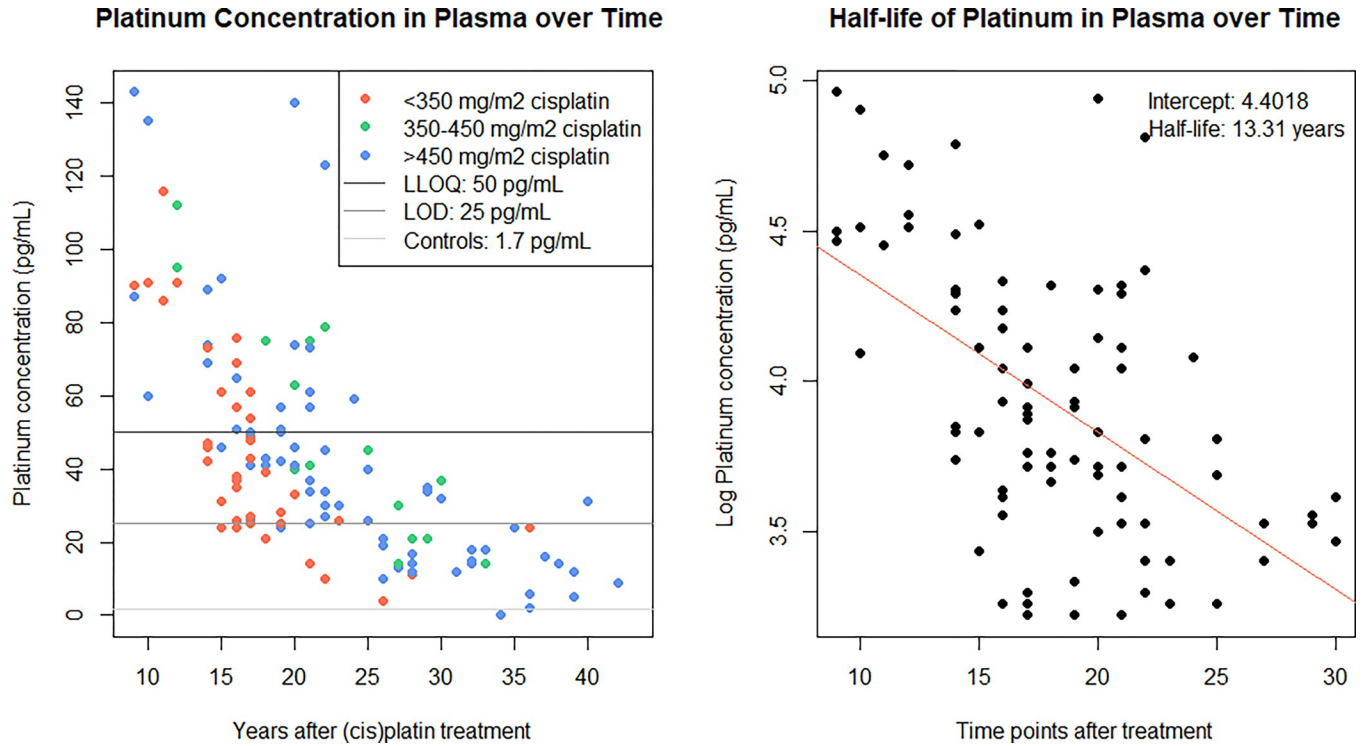 Platinum Concentration in Plasma over Time
140
120
100
80
60
40
20
0
Platinum concentration (pg/mL)
<350 mg/m2 cisplatin
350-450 mg/m2 cisplatin
>450 mg/m2 cisplatin
LLOQ: 50 pg/mL
LOD: 25 pg/mL
Controls: 1.7 pg/mL
10 15 20 25 30 35 40
Years after (cis)platin treatment
Half-life of Platinum in Plasma over Time
5.0
4.5
4.0
3.5
Log Platinum concentration (pg/mL)
Intercept: 4.4018
Half-life: 13.31 years
10 15 20 25 30
Time points after treatment